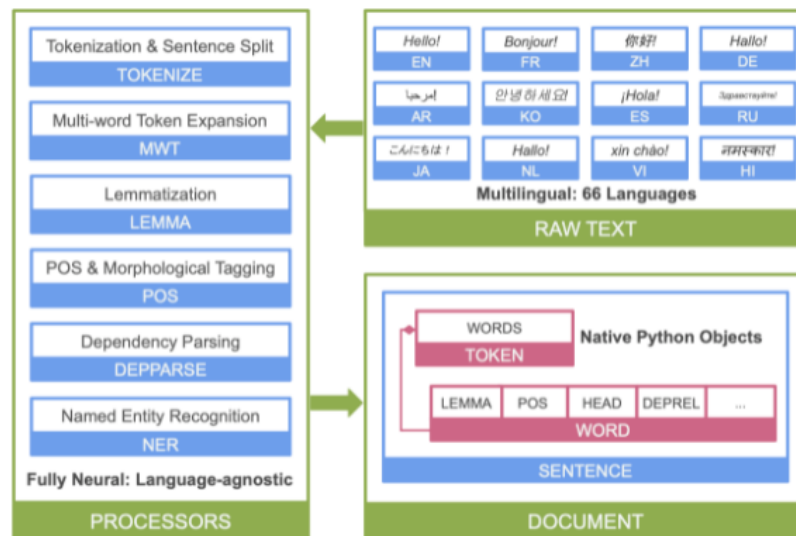 Tokenization & Sentence Split
TOKENIZE
Multi-word Token Expansion
MWT
Lemmatization
LEMMA
POS & Morphological Tagging
POS
Dependency Parsing
DEPPARSE
Named Entity Recognition
NER
Fully Neural: Language-agnostic
PROCESSORS
Hello! Bonjour! 你好! Hallo!
EN FR ZH DE
مرحبا! 안녕하세요! ¡Hola! Здравствуйте!
AR KO ES RU
こんにちは! Hallo! xin chào! नमस्कार!
JA NL VI HI
Multilingual: 66 Languages
RAW TEXT
WORDS
TOKEN
Native Python Objects
LEMMA POS HEAD DEPREL ...
WORD
SENTENCE
DOCUMENT